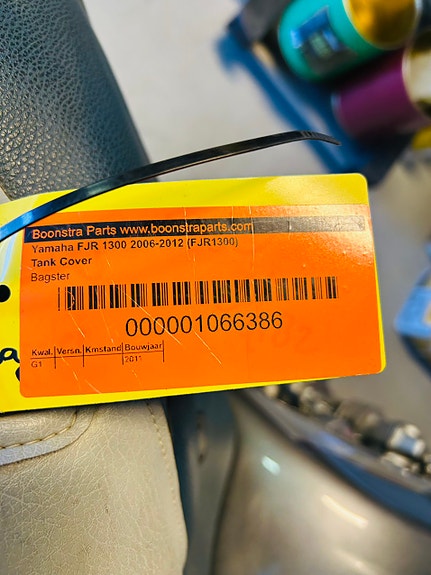 Boonstra Parts www.boonstraparts.com
Yamaha FJR 1300 2006-2012 (FJR1300)
Tank Cover
Bagster
000001066386
Kwal. Versn. Kmstand Bouwjaar
G1 2011